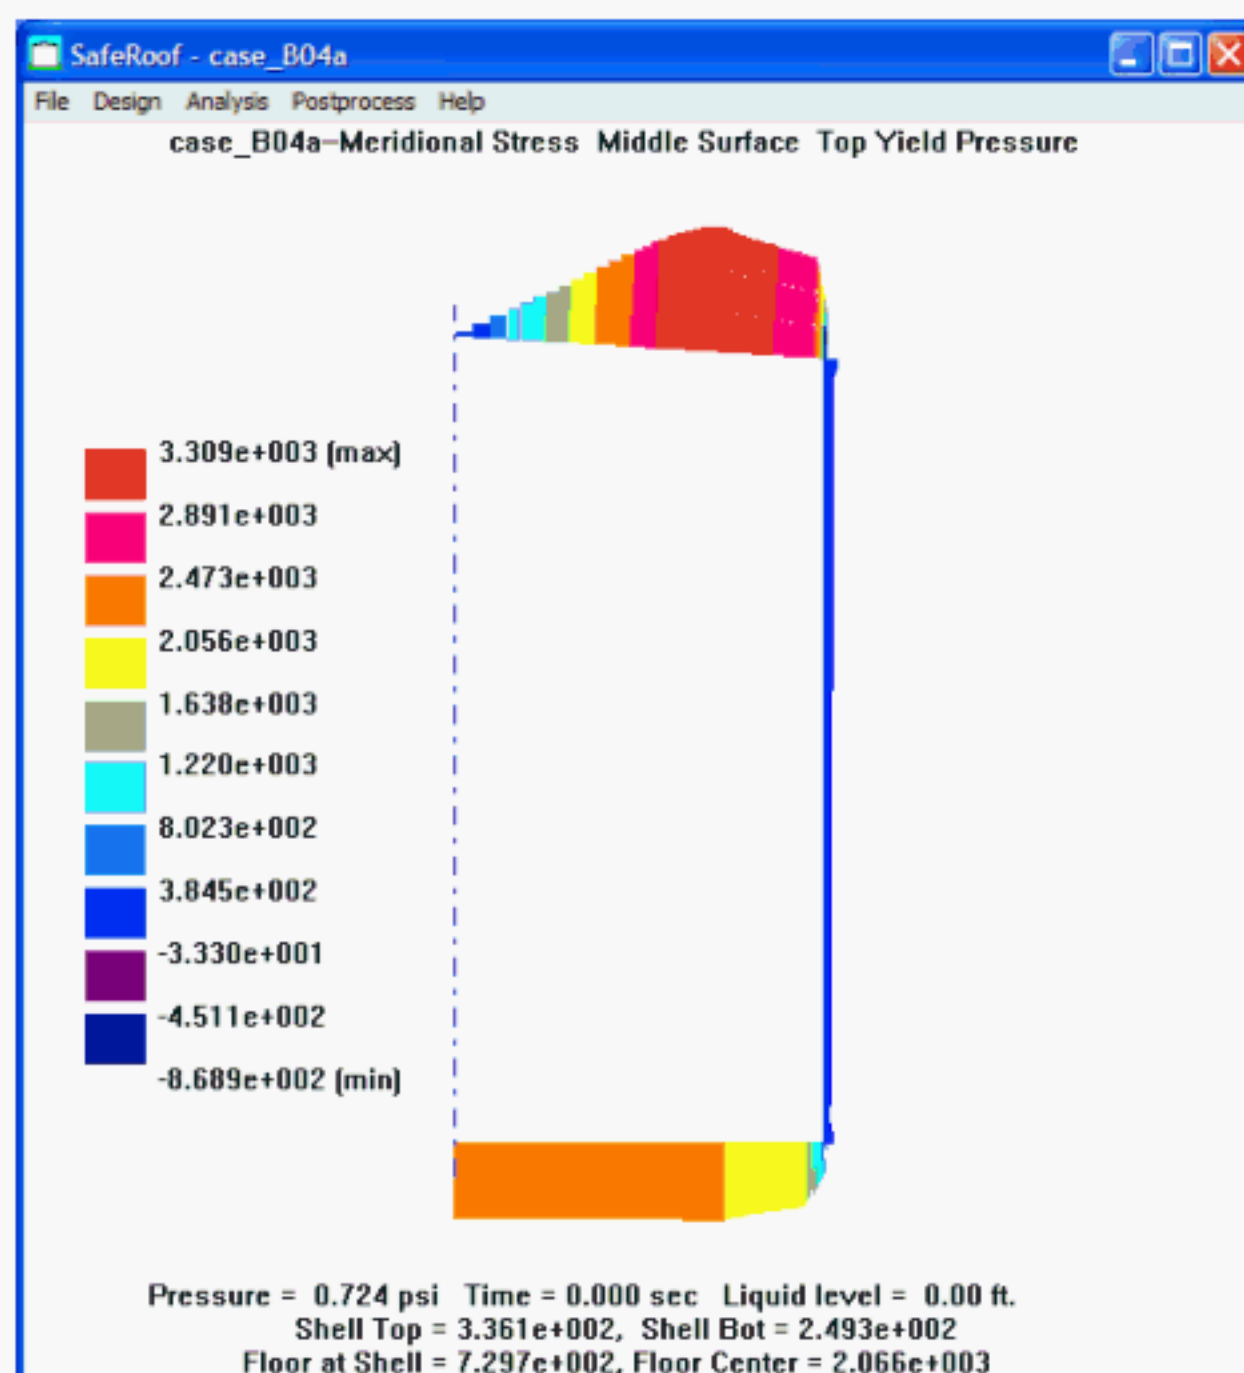 SafeRoof - case_B04a
File Design Analysis Postprocess Help
case_B04a-Meridional Stress Middle Surface Top Yield Pressure
3.309e+003 (max)
2.891e+003
2.473e+003
2.056e+003
1.638e+003
1.220e+003
8.023e+002
3.845e+002
-3.330e+001
-4.511e+002
-8.689e+002 (min)
Pressure = 0.724 psi Time = 0.000 sec Liquid level = 0.00 ft.
Shell Top = 3.361e+002, Shell Bot = 2.493e+002
Floor at Shell = 7.297e+002, Floor Center = 2.066e+003